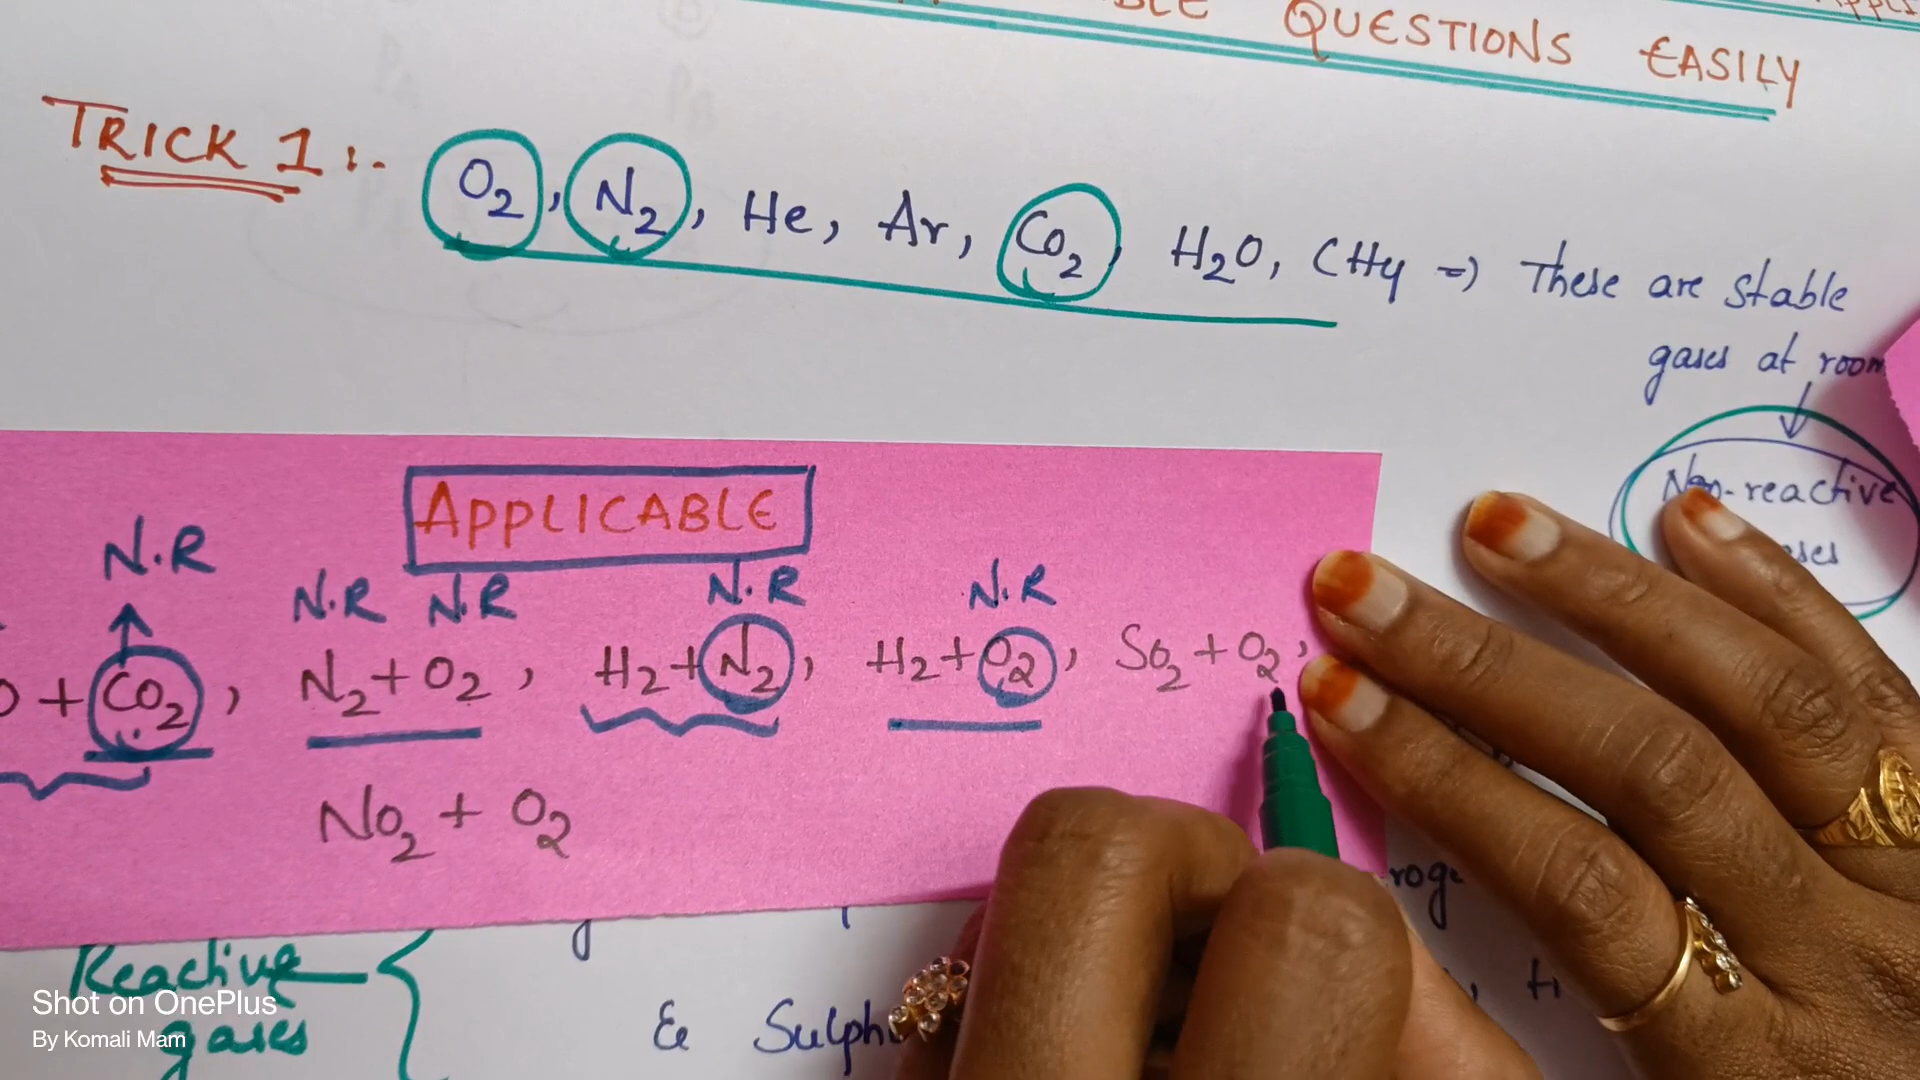 QUESTIONS EASILY
TRICK 1:-
O2, N2, He, Ar, CO2, H2O, CH4 => These are stable
gases at room
Non-reactive
APPLICABLE
N.R
N.R N.R N.R N.R
+ CO2, N2 + O2, H2 + N2, H2 + O2, SO2 + O2,
NO2 + O2
Reactive
gases
&
Shot on OnePlus
By Komali Mam